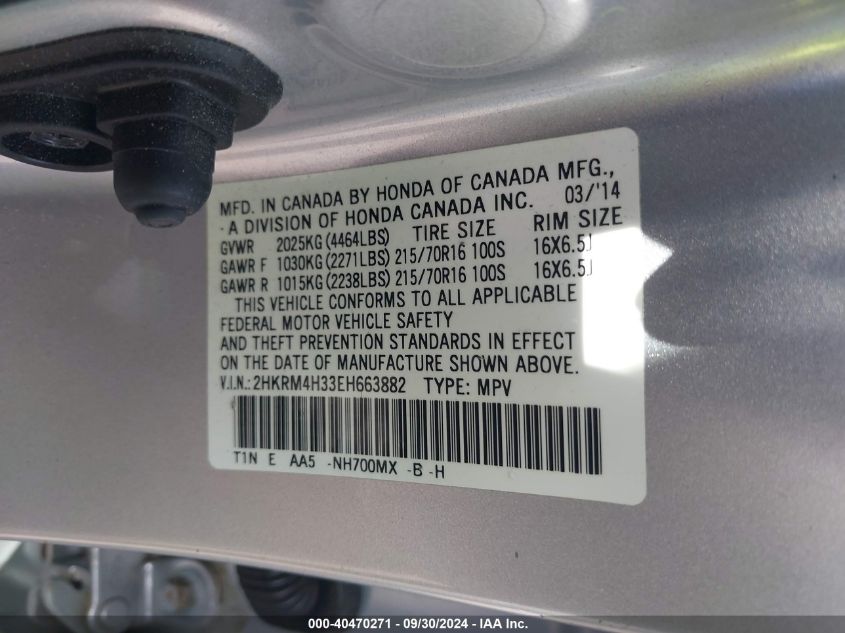 MFD. IN CANADA BY HONDA OF CANADA MFG.,
A DIVISION OF HONDA CANADA INC. 03/'14
GVWR 2025KG (4464LBS) TIRE SIZE RIM SIZE
GAWR F 1030KG (2271LBS) 215/70R16 100S 16X6.5J
GAWR R 1015KG (2238LBS) 215/70R16 100S 16X6.5J
THIS VEHICLE CONFORMS TO ALL APPLICABLE
FEDERAL MOTOR VEHICLE SAFETY
AND THEFT PREVENTION STANDARDS IN EFFECT
ON THE DATE OF MANUFACTURE SHOWN ABOVE.
V.I.N.: 2HKRM4H33EH663882 TYPE: MPV
T1N E AA5 -NH700MX -B -H
000-40470271 - 09/30/2024 - IAA Inc.